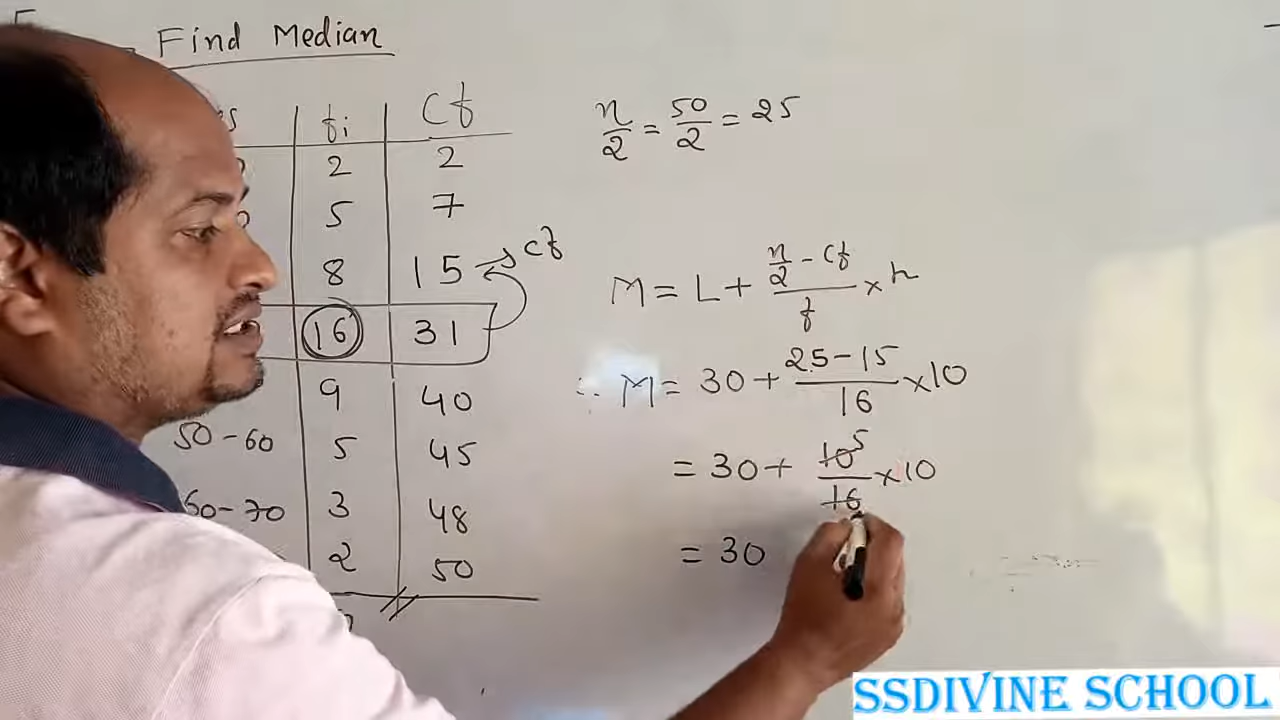 Find Median
fi Cf
2 2
5 7
8 15 → cf
16 31
9 40
50-60 5 45
60-70 3 48
2 50
n/2 = 50/2 = 25
M = L + (n/2 - cf)/f × h
∴ M = 30 + (25-15)/16 × 10
= 30 + 10 5/16 × 10
= 30
SSDIVINE SCHOOL